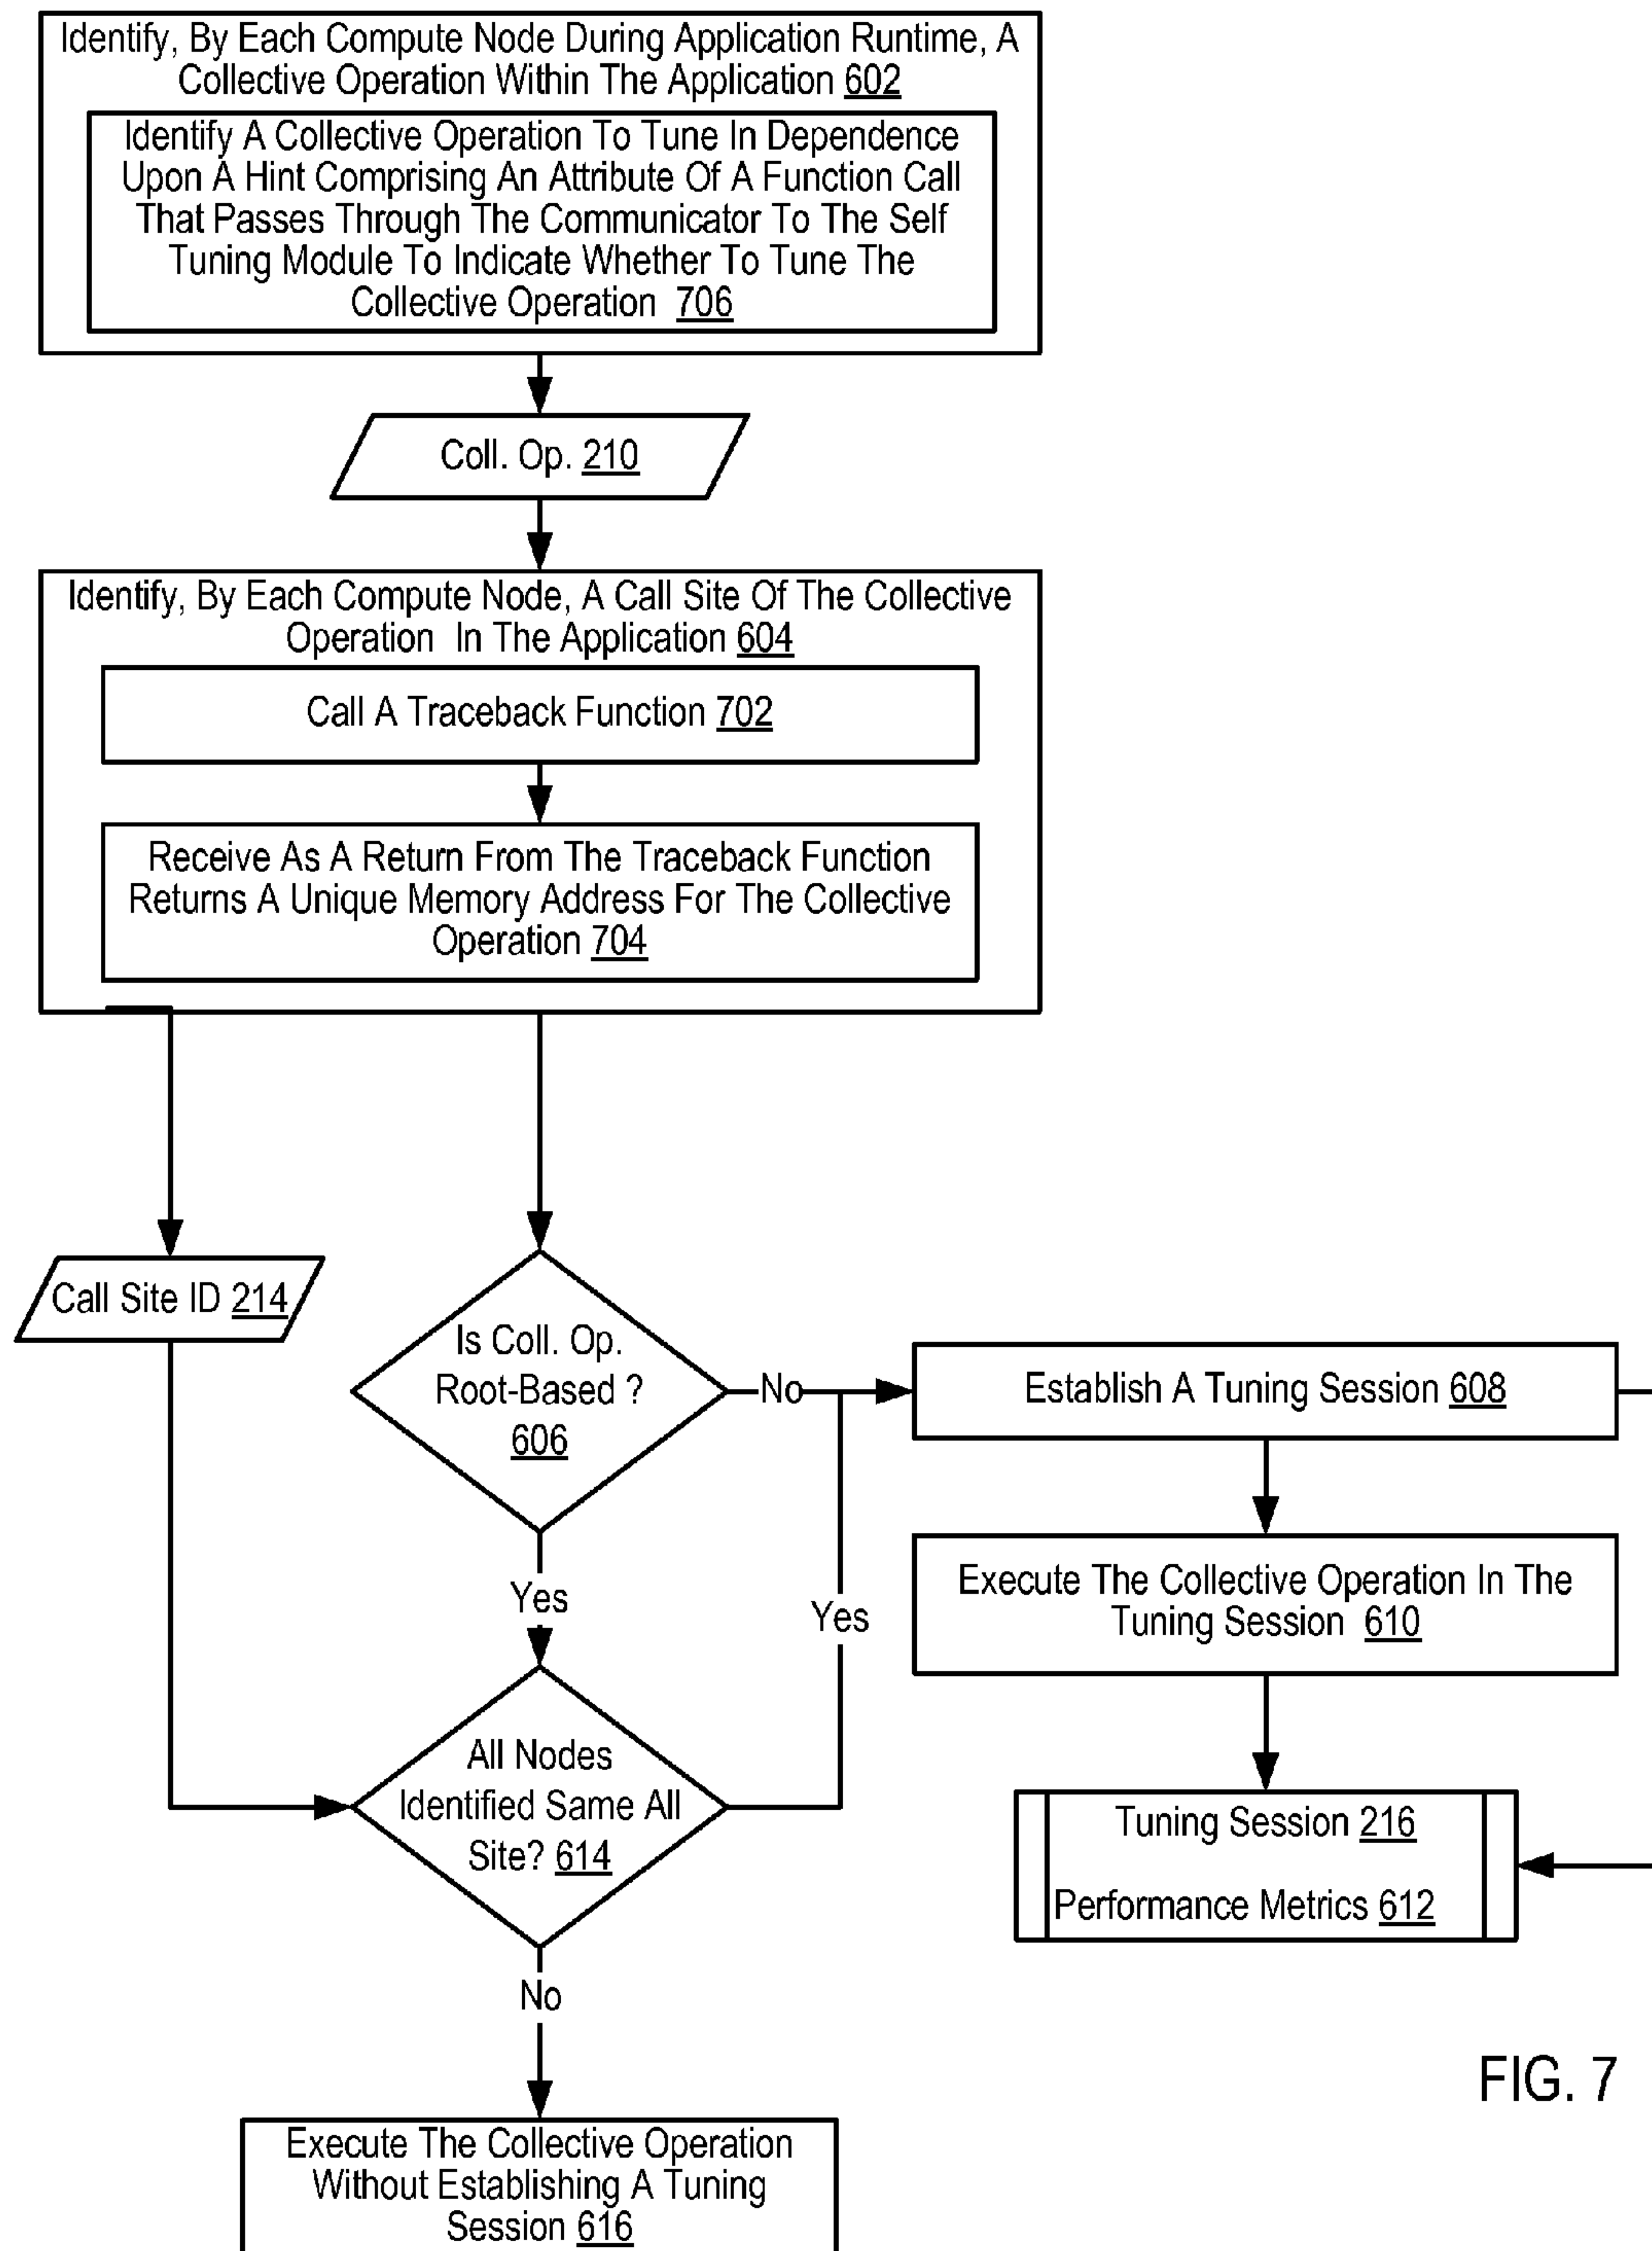 Identify, By Each Compute Node During Application Runtime, A
Collective Operation Within The Application 602
Identify A Collective Operation To Tune In Dependence
Upon A Hint Comprising An Attribute Of A Function Call
That Passes Through The Communicator To The Self
Tuning Module To Indicate Whether To Tune The
Collective Operation 706
Coll. Op. 210
Identify, By Each Compute Node, A Call Site Of The Collective
Operation In The Application 604
Call A Traceback Function 702
Receive As A Return From The Traceback Function
Returns A Unique Memory Address For The Collective
Operation 704
Call Site ID 214
Is Coll. Op.
Root-Based ?
606
No
Establish A Tuning Session 608
Execute The Collective Operation In The
Tuning Session 610
Yes
Yes
All Nodes
Identified Same All
Site? 614
Tuning Session 216
Performance Metrics 612
No
Execute The Collective Operation
Without Establishing A Tuning
Session 616
FIG. 7